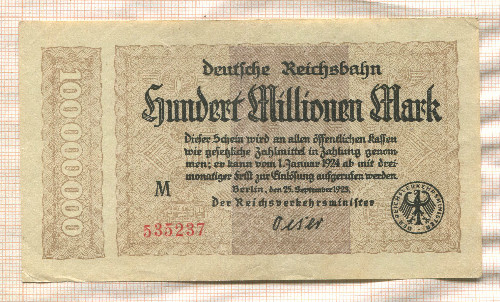 100000000
Deutsche Reichsbahn
Hundert Millionen Mark
Dieser Schein wird an allen öffentlichen Kassen
wie gesetzliche Zahlmittel in Zahlung genom-
men; er kann vom 1. Januar 1924 ab mit drei-
monatiger Frist zur Einlösung aufgerufen werden.
Berlin, den 25. September 1923.
Der Reichsverkehrsminister
M
535237
Oeser
DER REICHSVERKEHRSMINISTER